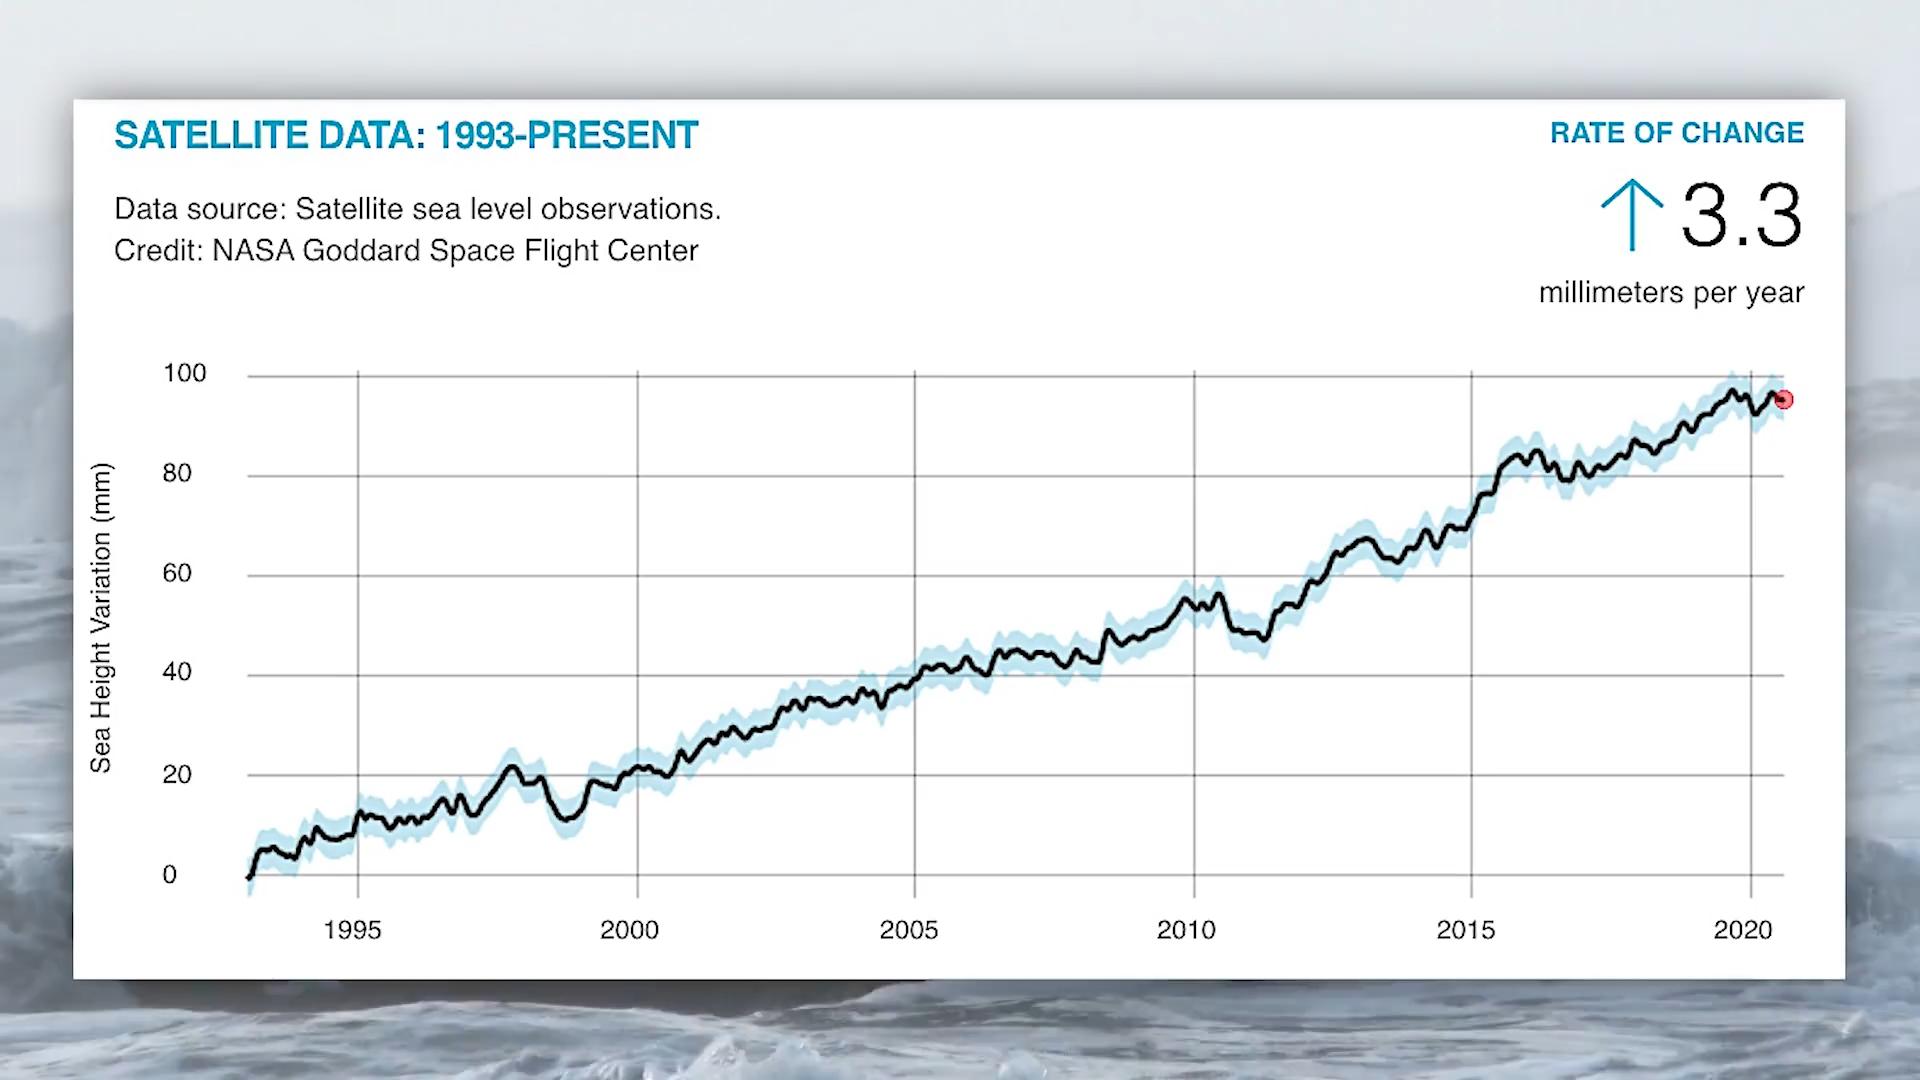 SATELLITE DATA: 1993-PRESENT
Data source: Satellite sea level observations.
Credit: NASA Goddard Space Flight Center
RATE OF CHANGE
↑ 3.3
millimeters per year
Sea Height Variation (mm)
100
80
60
40
20
0
1995 2000 2005 2010 2015 2020